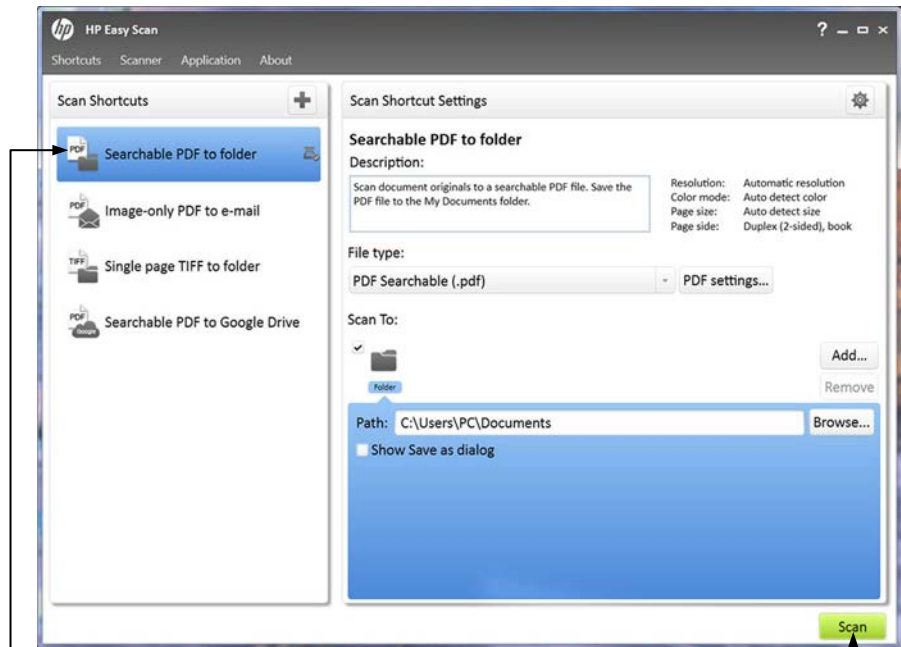 hp HP Easy Scan ?
Shortcuts Scanner Application About
Scan Shortcuts
PDF Searchable PDF to folder
PDF Image-only PDF to e-mail
TIFF Single page TIFF to folder
PDF Google Searchable PDF to Google Drive
Scan Shortcut Settings
Searchable PDF to folder
Description:
Scan document originals to a searchable PDF file. Save the
PDF file to the My Documents folder.
Resolution: Automatic resolution
Color mode: Auto detect color
Page size: Auto detect size
Page side: Duplex (2-sided), book
File type:
PDF Searchable (.pdf) PDF settings...
Scan To:
Add...
Folder Remove
Path: C:\Users\PC\Documents Browse...
Show Save as dialog
Scan